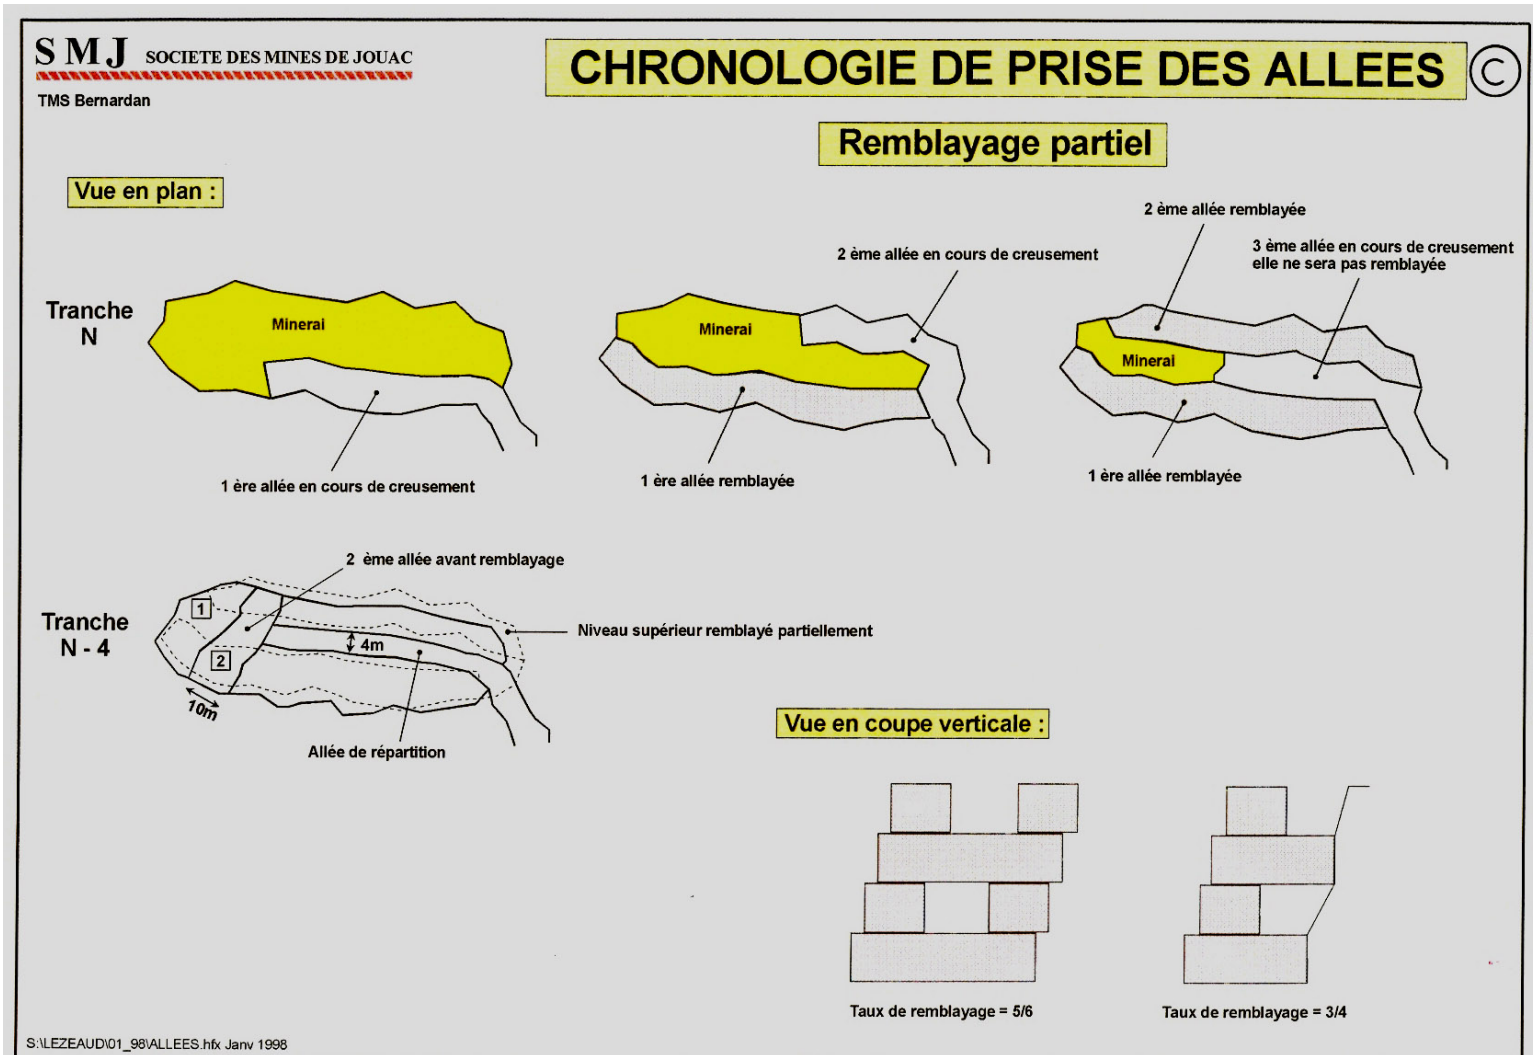 SMJ SOCIETE DES MINES DE JOUAC
TMS Bernardan
CHRONOLOGIE DE PRISE DES ALLEES C
Remblayage partiel
Vue en plan :
Tranche
N
Minerai
1 ère allée en cours de creusement
2 ème allée en cours de creusement
Minerai
1 ère allée remblayée
2 ème allée remblayée
3 ème allée en cours de creusement
elle ne sera pas remblayée
Minerai
1 ère allée remblayée
Tranche
N - 4
2 ème allée avant remblayage
1
2
4m
10m
Niveau supérieur remblayé partiellement
Allée de répartition
Vue en coupe verticale :
Taux de remblayage = 5/6
Taux de remblayage = 3/4
S:\LEZEAUD\01_98\ALLEES.hfx Janv 1998